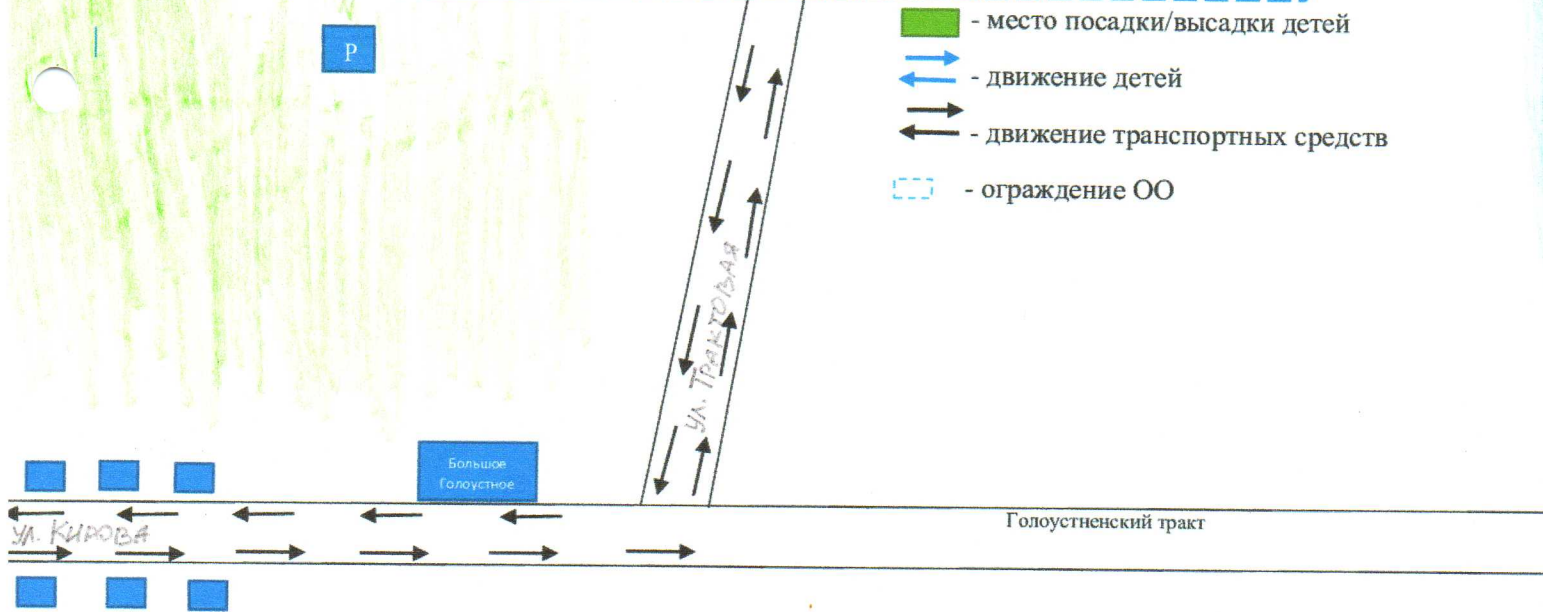 Р
- место посадки/высадки детей
- движение детей
- движение транспортных средств
- ограждение ОО
ул. Трактовая
Большое
Голоустное
Голоустненский тракт
ул. Кирова